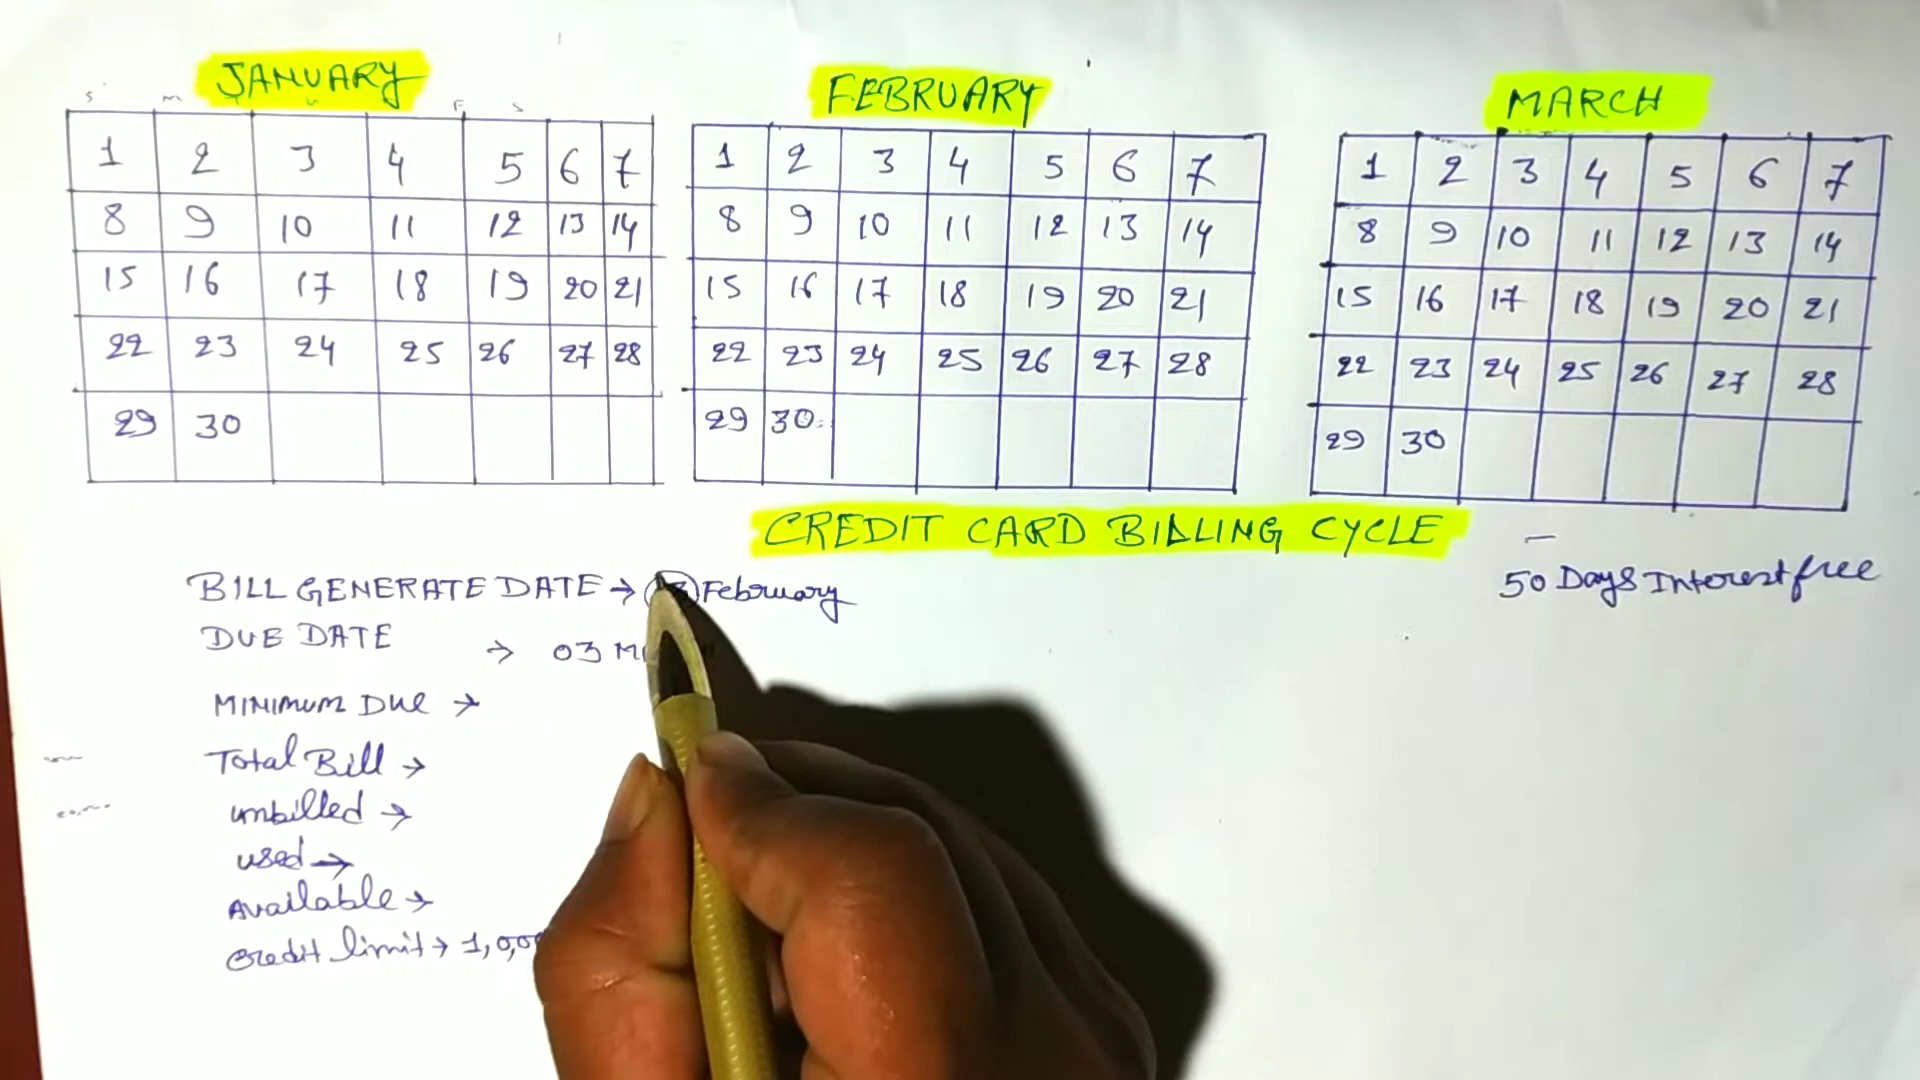 JANUARY
S M F S
1 2 3 4 5 6 7
8 9 10 11 12 13 14
15 16 17 18 19 20 21
22 23 24 25 26 27 28
29 30
FEBRUARY
1 2 3 4 5 6 7
8 9 10 11 12 13 14
15 16 17 18 19 20 21
22 23 24 25 26 27 28
29 30
MARCH
1 2 3 4 5 6 7
8 9 10 11 12 13 14
15 16 17 18 19 20 21
22 23 24 25 26 27 28
29 30
CREDIT CARD BILLING CYCLE
50 Days Interest free
BILL GENERATE DATE → February
DUE DATE → 03
MINIMUM DUE →
Total Bill →
unbilled →
used →
Available →
credit limit →